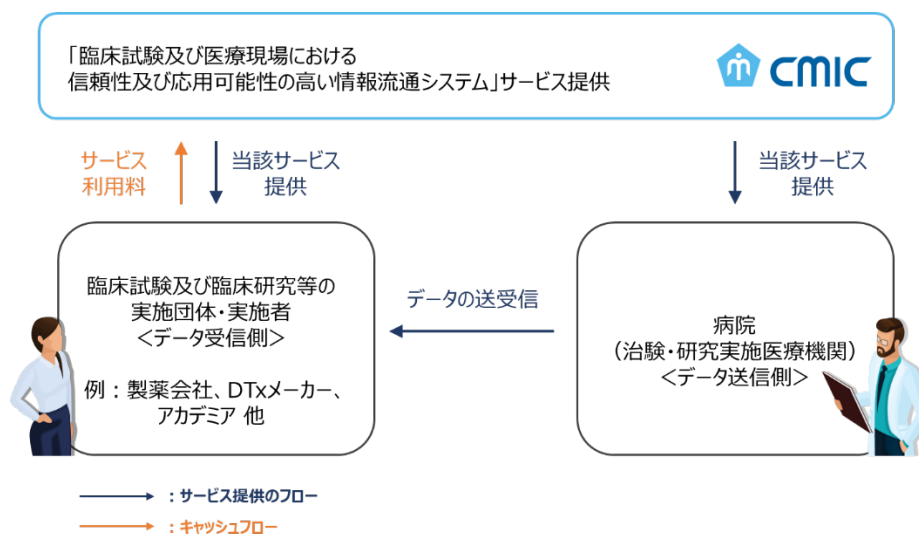 「臨床試験及び医療現場における
信頼性及び応用可能性の高い情報流通システム」サービス提供
CMIC
サービス
利用料
当該サービス
提供
当該サービス
提供
臨床試験及び臨床研究等の
実施団体・実施者
＜データ受信側＞
例：製薬会社、DTxメーカー、
アカデミア 他
データの送受信
病院
（治験・研究実施医療機関）
＜データ送信側＞
：サービス提供のフロー
：キャッシュフロー